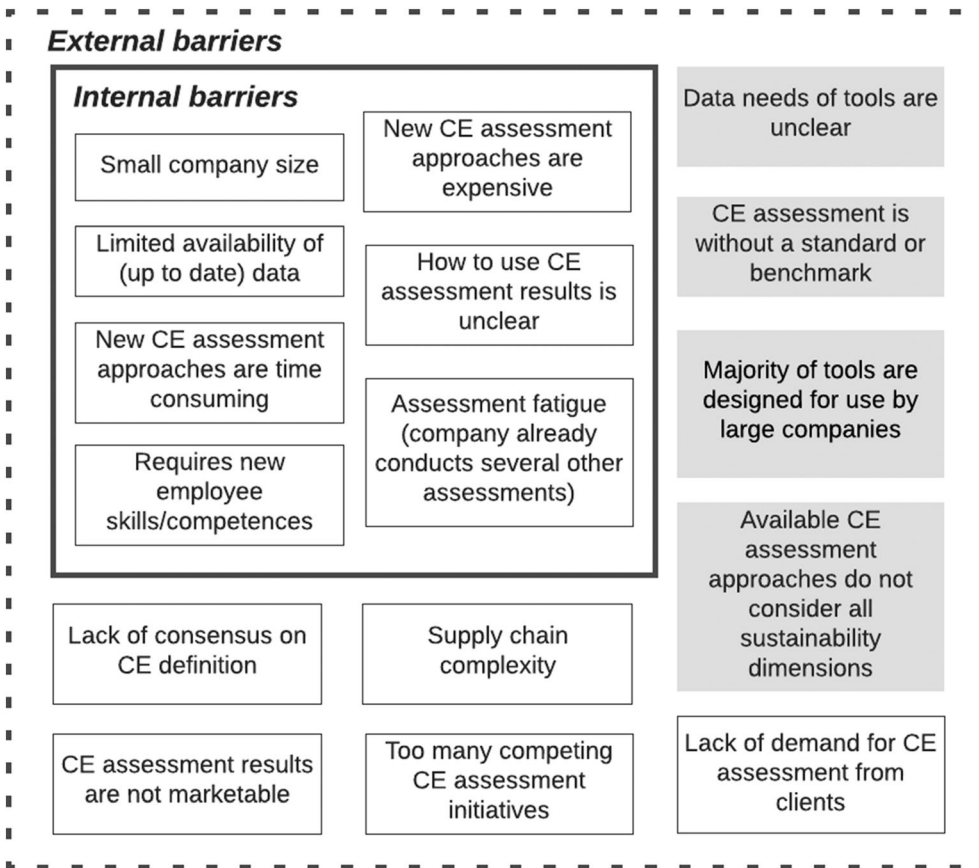 External barriers
Internal barriers
Small company size
Limited availability of
(up to date) data
New CE assessment
approaches are time
consuming
Requires new
employee
skills/competences
New CE assessment
approaches are
expensive
How to use CE
assessment results is
unclear
Assessment fatigue
(company already
conducts several other
assessments)
Data needs of tools are
unclear
CE assessment is
without a standard or
benchmark
Majority of tools are
designed for use by
large companies
Available CE
assessment
approaches do not
consider all
sustainability
dimensions
Lack of consensus on
CE definition
Supply chain
complexity
CE assessment results
are not marketable
Too many competing
CE assessment
initiatives
Lack of demand for CE
assessment from
clients